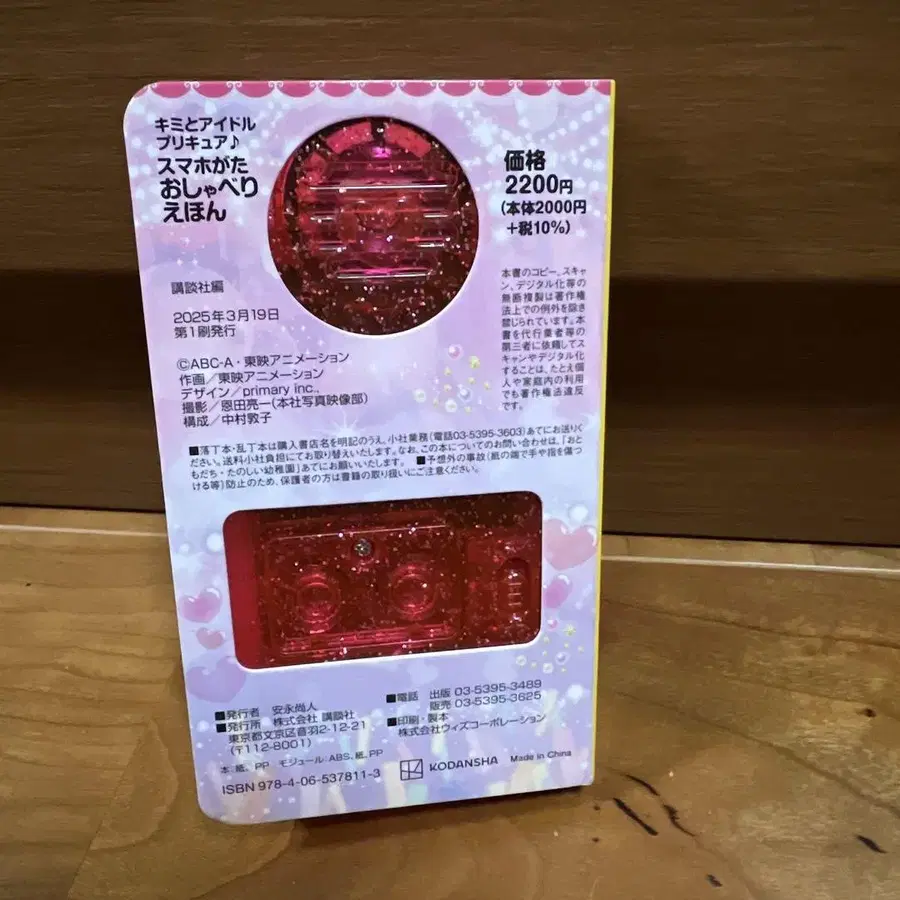 キミとアイドル
プリキュア♪
スマホがた
おしゃべり
えほん
価格
2200円
(本体2000円
+税10%)
講談社編
2025年3月19日
第1刷発行
本書のコピー、スキャ
ン、デジタル化等の
無断複製は著作権
法上での例外を除き
禁じられています。本
書を代行業者等の
第三者に依頼してス
キャンやデジタル化
することは、たとえ個
人や家庭内の利用
でも著作権法違反
です。
©ABC-A・東映アニメーション
作画/東映アニメーション
デザイン/primary inc.,
撮影/恩田亮一(本社写真映像部)
構成/中村敦子
■落丁本・乱丁本は購入書店名を明記のうえ、小社業務(電話03-5395-3603)あてにお送りく
ださい。送料小社負担にてお取り替えいたします。なお、この本についてのお問い合わせは、「おと
もだち・たのしい幼稚園」あてにお願いいたします。 ■予想外の事故(紙の端で手や指を傷つ
ける等)防止のため、保護者の方は書籍の取り扱いにご注意ください。
■発行者 安永尚人
■発行所 株式会社 講談社
東京都文京区音羽2-12-21
(〒112-8001)
■電話 出版 03-5395-3489
販売 03-5395-3625
■印刷・製本
株式会社ウィズコーポレーション
本:紙、PP モジュール:ABS、紙、PP
ISBN 978-4-06-537811-3
KODANSHA Made in China